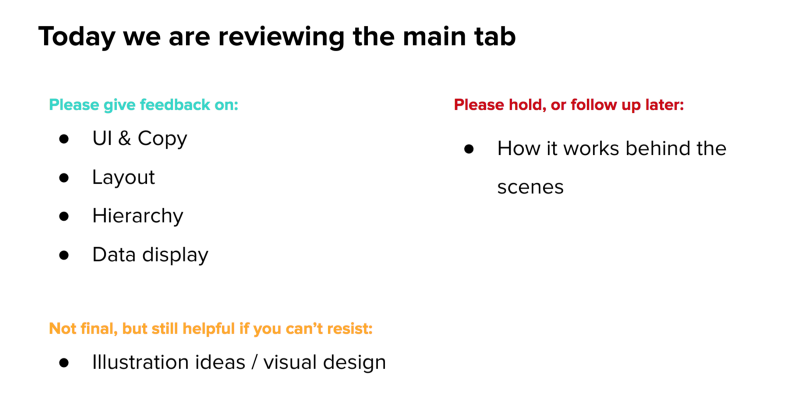 Today we are reviewing the main tab
Please give feedback on:
● UI & Copy
● Layout
● Hierarchy
● Data display
Please hold, or follow up later:
● How it works behind the
scenes
Not final, but still helpful if you can't resist:
● Illustration ideas / visual design